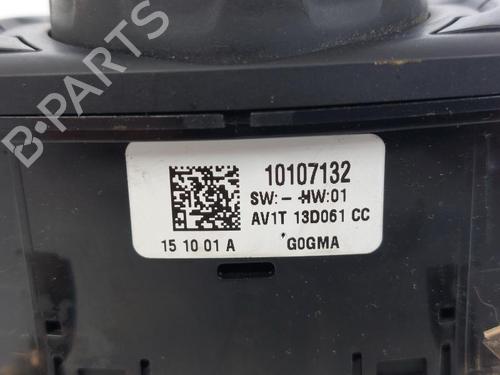 B-PARTS
10107132
SW:- HW:01
AV1T 13D061 CC
15 10 01 A
G0GMA